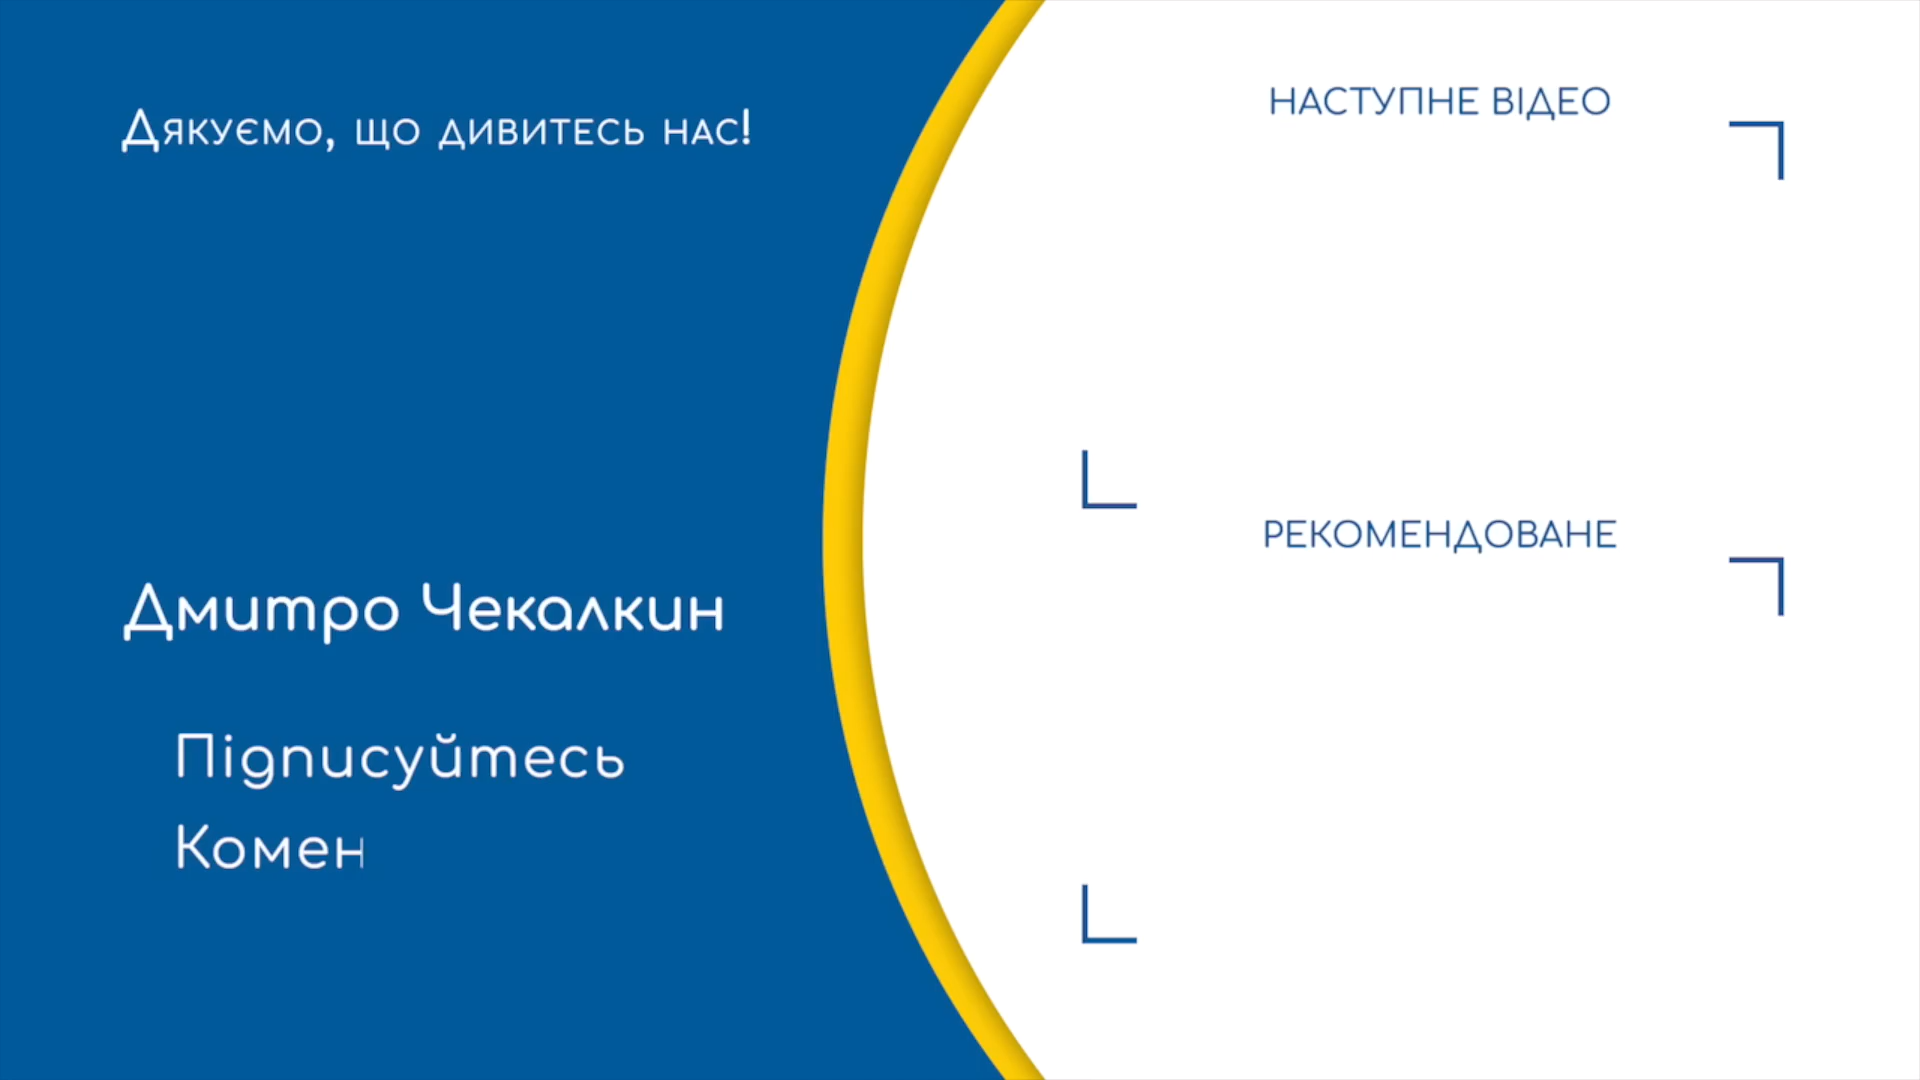 Дякуємо, що дивитесь нас!
Дмитро Чекалкин
Підписуйтесь
Комен
НАСТУПНЕ ВІДЕО
РЕКОМЕНДОВАНЕ